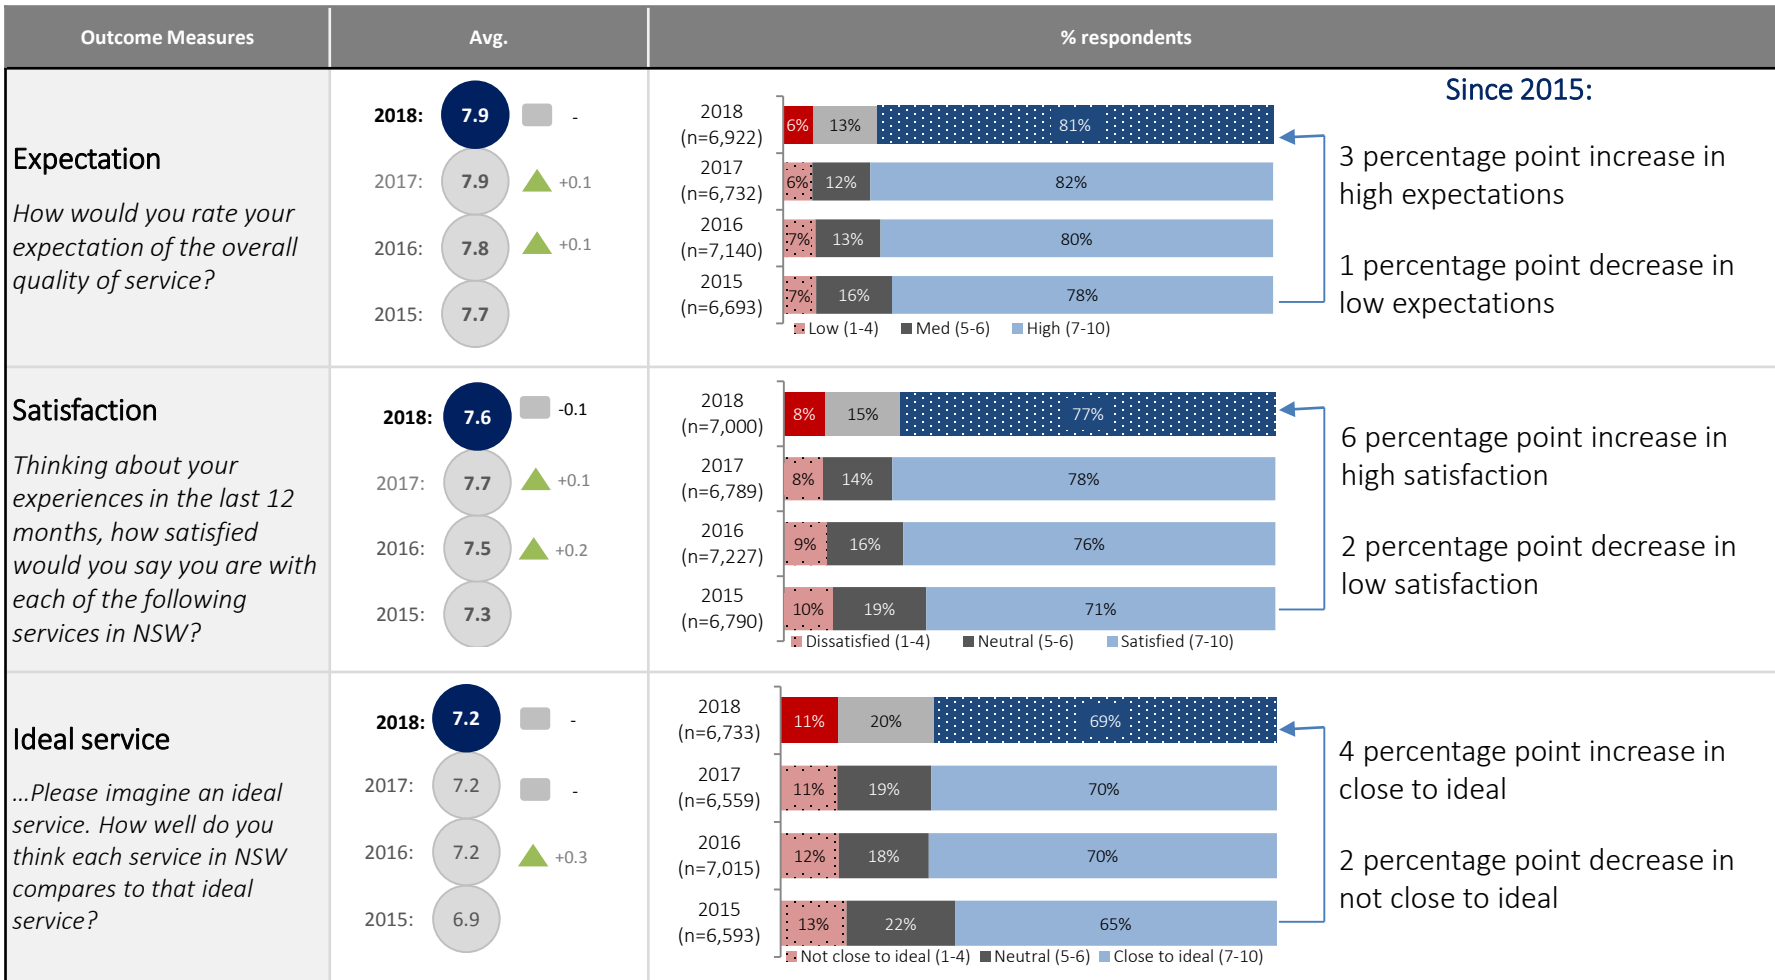 Outcome Measures
Avg.
% respondents
Expectation
How would you rate your
expectation of the overall
quality of service?
2018: 7.9 -
2017: 7.9 +0.1
2016: 7.8 +0.1
2015: 7.7
2018
(n=6,922)
6% 13% 81%
2017
(n=6,732)
6% 12% 82%
2016
(n=7,140)
7% 13% 80%
2015
(n=6,693)
7% 16% 78%
Low (1-4) Med (5-6) High (7-10)
Since 2015:
3 percentage point increase in
high expectations
1 percentage point decrease in
low expectations
Satisfaction
Thinking about your
experiences in the last 12
months, how satisfied
would you say you are with
each of the following
services in NSW?
2018: 7.6 -0.1
2017: 7.7 +0.1
2016: 7.5 +0.2
2015: 7.3
2018
(n=7,000)
8% 15% 77%
2017
(n=6,789)
8% 14% 78%
2016
(n=7,227)
9% 16% 76%
2015
(n=6,790)
10% 19% 71%
Dissatisfied (1-4) Neutral (5-6) Satisfied (7-10)
6 percentage point increase in
high satisfaction
2 percentage point decrease in
low satisfaction
Ideal service
...Please imagine an ideal
service. How well do you
think each service in NSW
compares to that ideal
service?
2018: 7.2 -
2017: 7.2 -
2016: 7.2 +0.3
2015: 6.9
2018
(n=6,733)
11% 20% 69%
2017
(n=6,559)
11% 19% 70%
2016
(n=7,015)
12% 18% 70%
2015
(n=6,593)
13% 22% 65%
Not close to ideal (1-4) Neutral (5-6) Close to ideal (7-10)
4 percentage point increase in
close to ideal
2 percentage point decrease in
not close to ideal